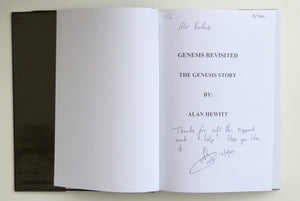 To
GENESIS REVISITED
THE GENESIS STORY
BY:
ALAN HEWITT
Thanks for all the support
and help! Hope you like
it.